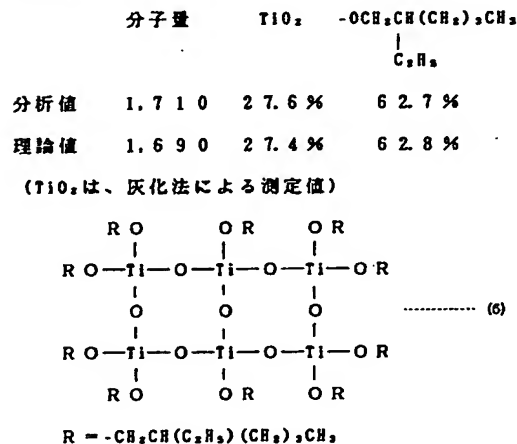 分子量 TiO₂ -OCH₂CH(CH₂)₃CH₃
C₂H₅
分析値 1,710 27.6% 62.7%
理論値 1,690 27.4% 62.8%
(TiO₂は、灰化法による測定値)
RO OR OR
RO—Ti—O—Ti—O—Ti—OR
O O O
RO—Ti—O—Ti—O—Ti—OR
RO OR OR
------------ (6)
R = -CH₂CH(C₂H₅)(CH₂)₃CH₃